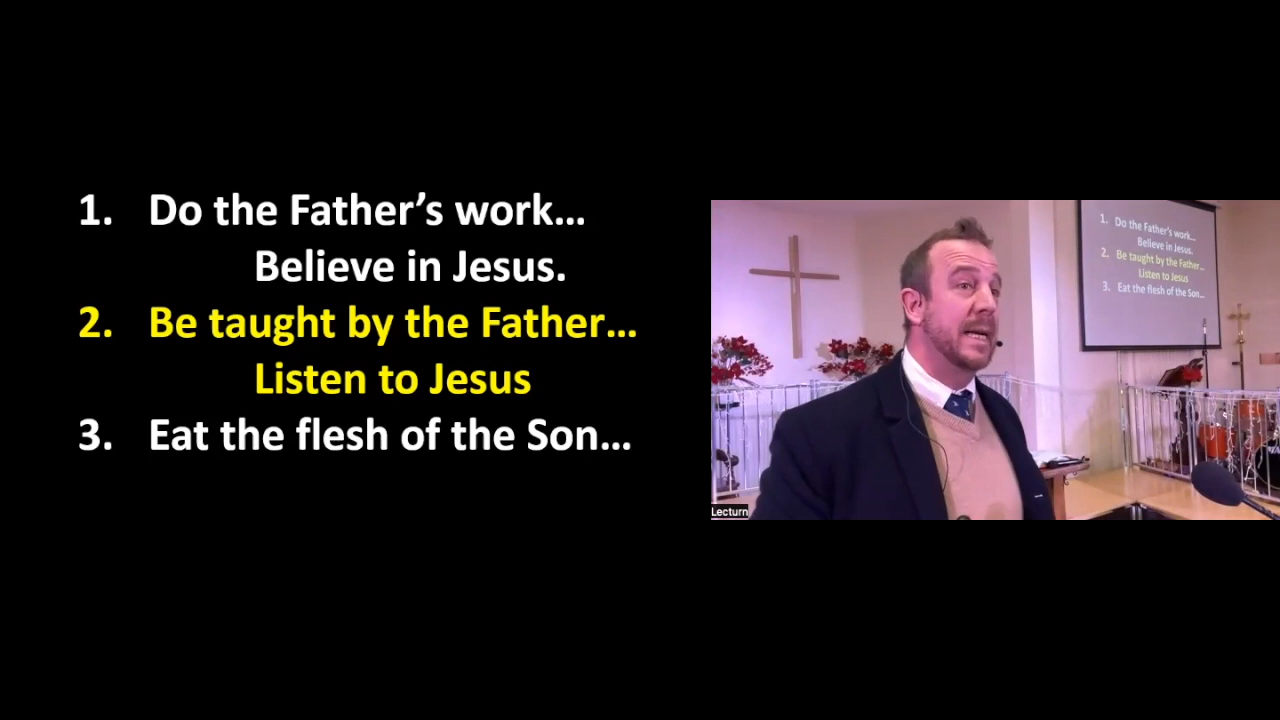 1. Do the Father’s work...
Believe in Jesus.
2. Be taught by the Father...
Listen to Jesus
3. Eat the flesh of the Son...
1. Do the Father’s work...
Believe in Jesus.
2. Be taught by the Father...
Listen to Jesus
3. Eat the flesh of the Son...
Lecturn